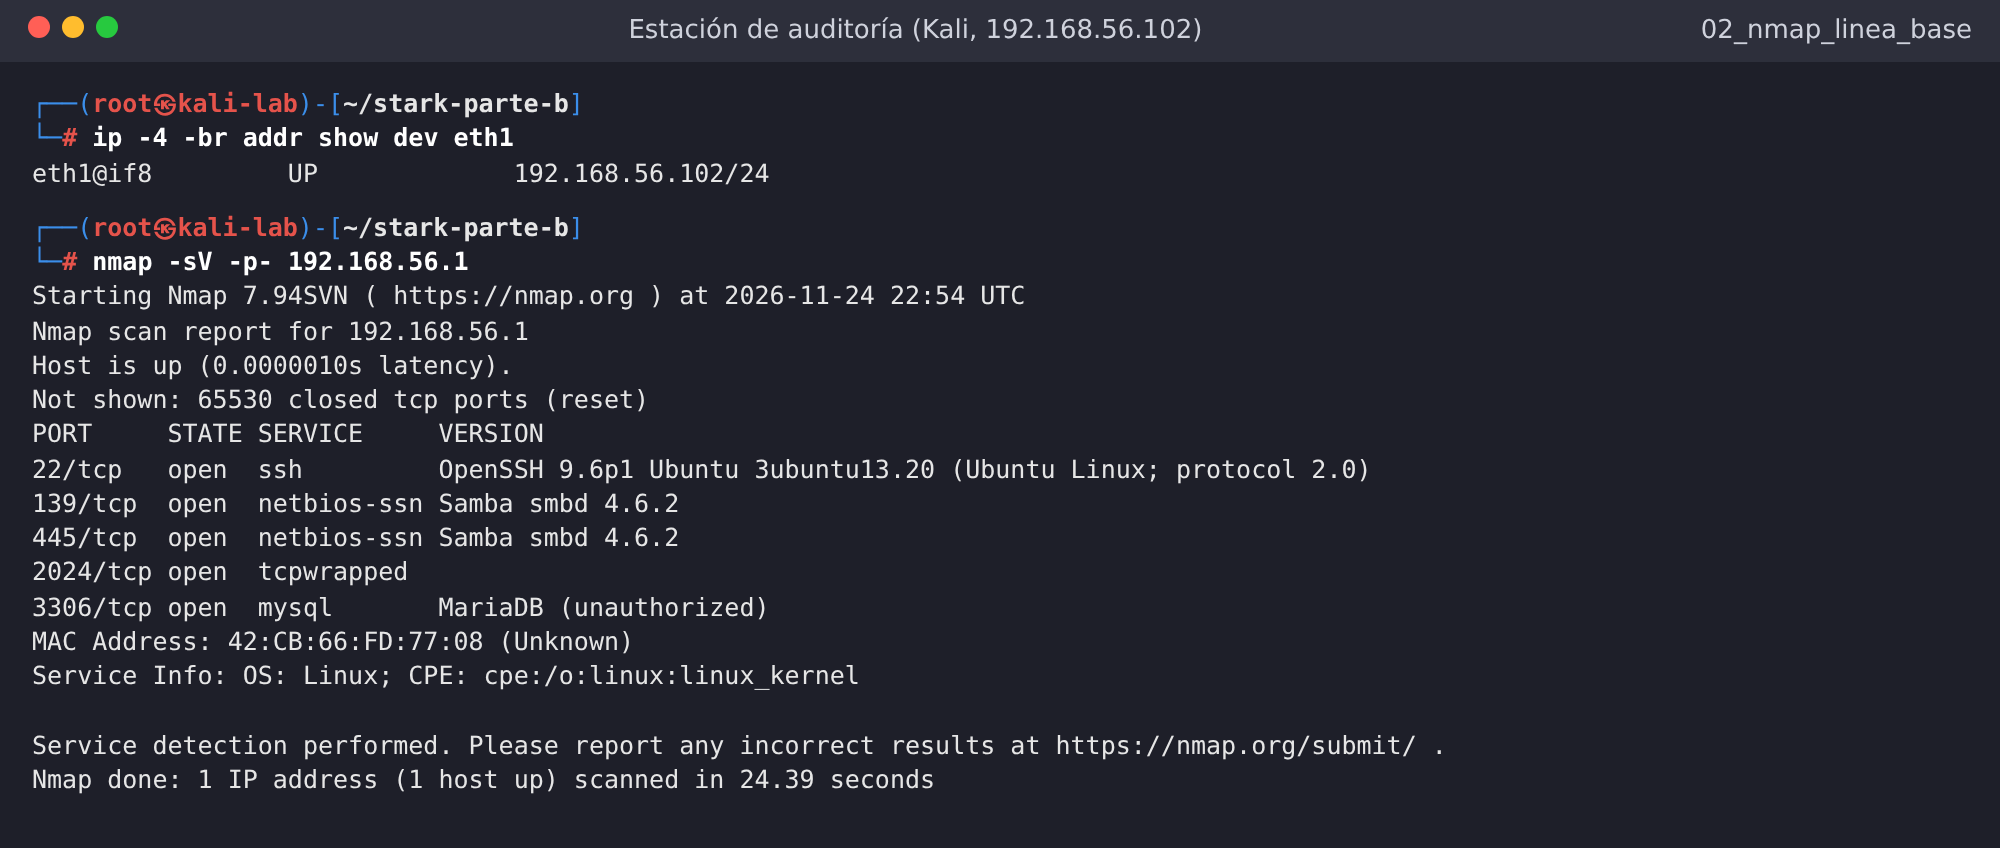 Estación de auditoría (Kali, 192.168.56.102)
02_nmap_linea_base
┌──(root㉿kali-lab)-[~/stark-parte-b]
└─# ip -4 -br addr show dev eth1
eth1@if8         UP             192.168.56.102/24
┌──(root㉿kali-lab)-[~/stark-parte-b]
└─# nmap -sV -p- 192.168.56.1
Starting Nmap 7.94SVN ( https://nmap.org ) at 2026-11-24 22:54 UTC
Nmap scan report for 192.168.56.1
Host is up (0.0000010s latency).
Not shown: 65530 closed tcp ports (reset)
PORT     STATE SERVICE     VERSION
22/tcp   open  ssh         OpenSSH 9.6p1 Ubuntu 3ubuntu13.20 (Ubuntu Linux; protocol 2.0)
139/tcp  open  netbios-ssn Samba smbd 4.6.2
445/tcp  open  netbios-ssn Samba smbd 4.6.2
2024/tcp open  tcpwrapped
3306/tcp open  mysql       MariaDB (unauthorized)
MAC Address: 42:CB:66:FD:77:08 (Unknown)
Service Info: OS: Linux; CPE: cpe:/o:linux:linux_kernel
Service detection performed. Please report any incorrect results at https://nmap.org/submit/ .
Nmap done: 1 IP address (1 host up) scanned in 24.39 seconds